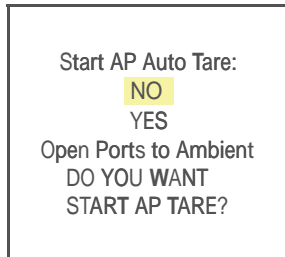 Start AP Auto Tare:
NO
YES
Open Ports to Ambient
DO YOU WANT
START AP TARE?